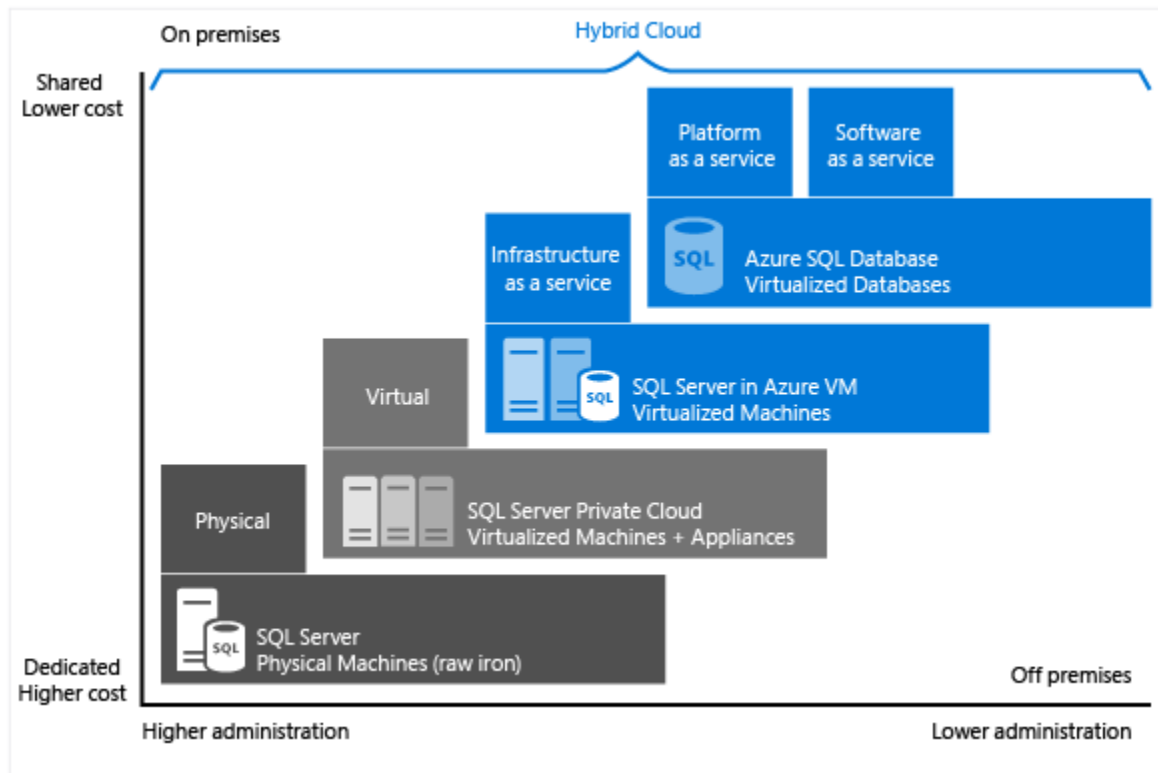 On premises
Hybrid Cloud
Shared
Lower cost
Platform
as a service
Software
as a service
SQL
Azure SQL Database
Virtualized Databases
Infrastructure
as a service
SQL
SQL Server in Azure VM
Virtualized Machines
Virtual
SQL Server Private Cloud
Virtualized Machines + Appliances
Physical
SQL
SQL Server
Physical Machines (raw iron)
Dedicated
Higher cost
Off premises
Higher administration
Lower administration